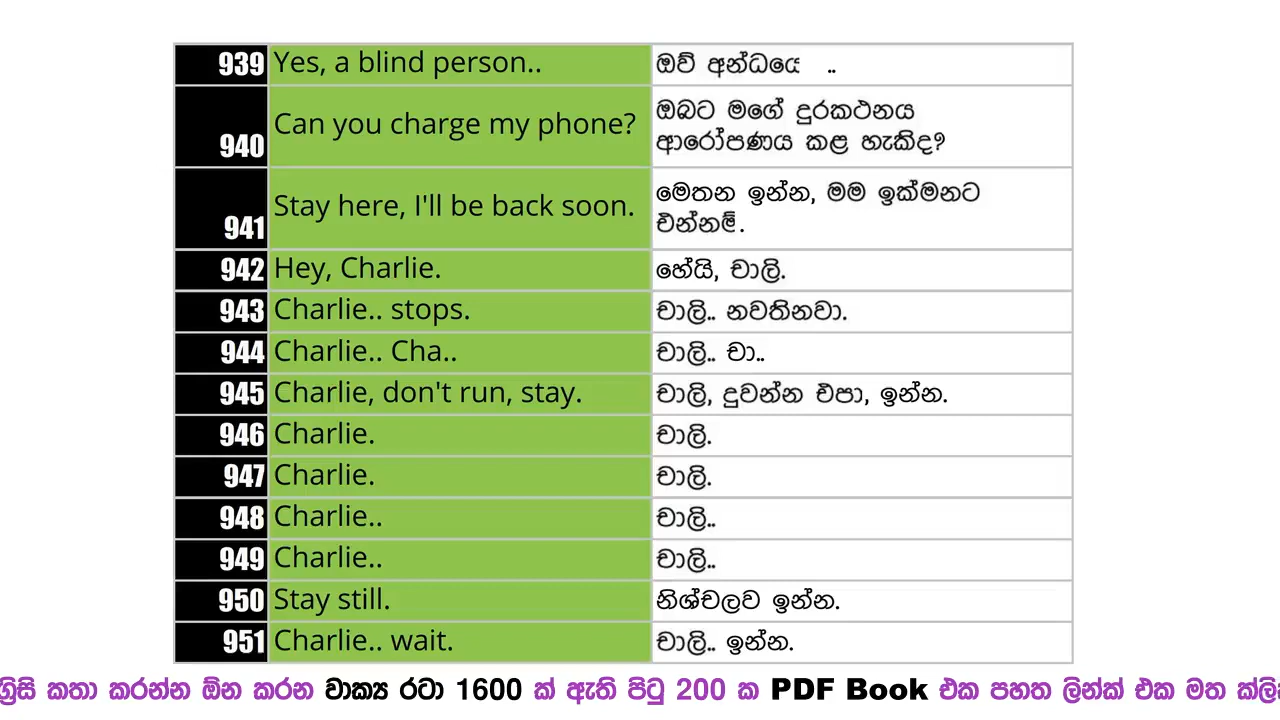 939 Yes, a blind person.. ඔව් අන්ධයෙ ..
940 Can you charge my phone? ඔබට මගේ දුරකථනය
ආරෝපණය කළ හැකිද?
941 Stay here, I'll be back soon. මෙතන ඉන්න, මම ඉක්මනට
එන්නම්.
942 Hey, Charlie. හේයි, චාලි.
943 Charlie.. stops. චාලි.. නවතිනවා.
944 Charlie.. Cha.. චාලි.. චා..
945 Charlie, don't run, stay. චාලි, දුවන්න එපා, ඉන්න.
946 Charlie. චාලි.
947 Charlie. චාලි.
948 Charlie.. චාලි..
949 Charlie.. චාලි..
950 Stay still. නිශ්චලව ඉන්න.
951 Charlie.. wait. චාලි.. ඉන්න.
කතා කරන්න ඕන කරන වාක්‍ය රටා 1600 ක් ඇති පිටු 200 ක PDF Book එක පහත ලින්ක් එක මත